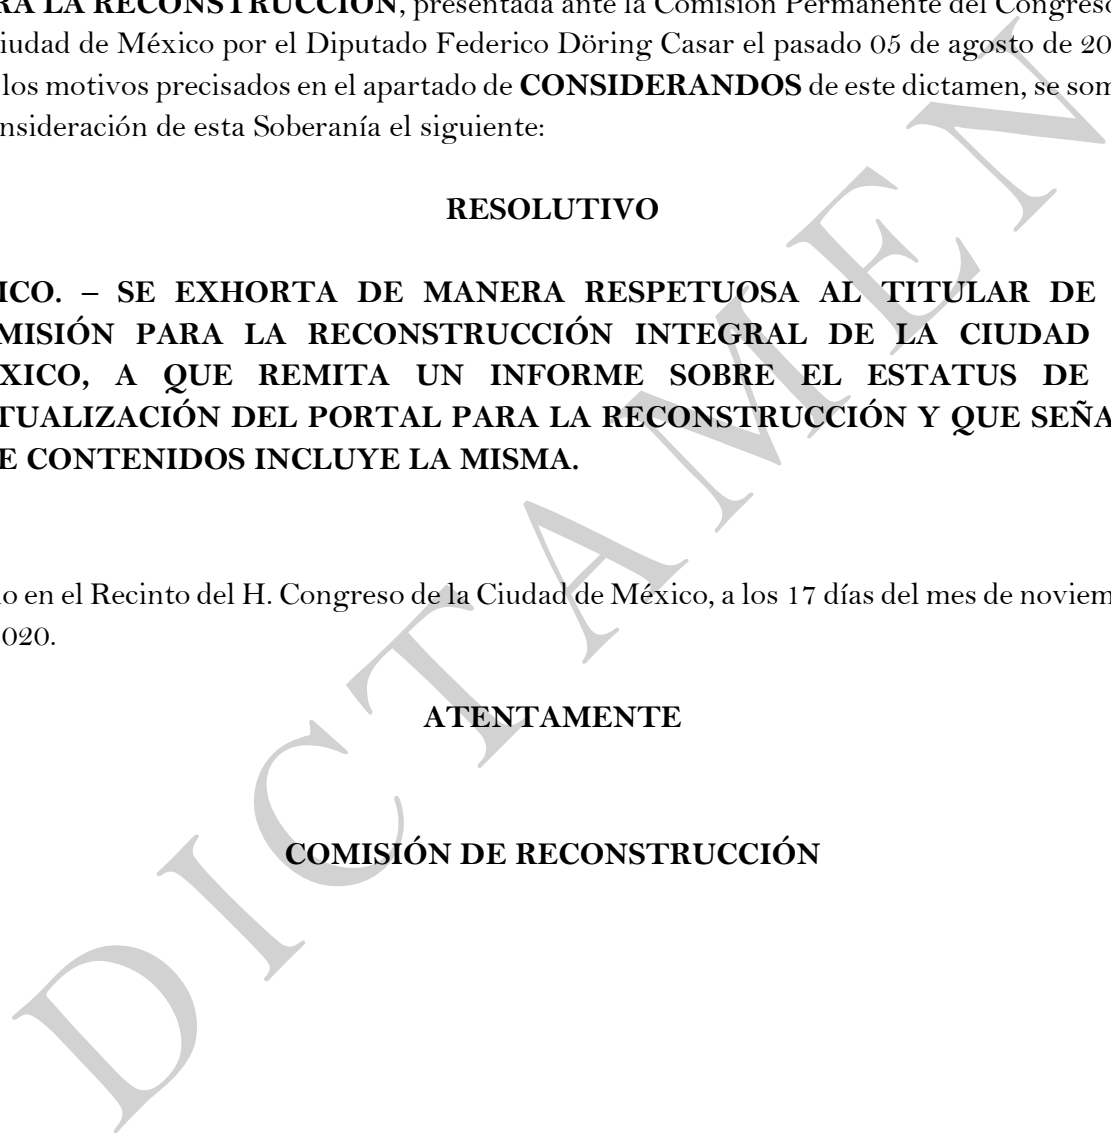 RA LA RECONSTRUCCIÓN, presentada ante la Comisión Permanente del Congreso
iudad de México por el Diputado Federico Döring Casar el pasado 05 de agosto de 20
los motivos precisados en el apartado de CONSIDERANDOS de este dictamen, se som
nsideración de esta Soberanía el siguiente:
RESOLUTIVO
ICO. – SE EXHORTA DE MANERA RESPETUOSA AL TITULAR DE
MISIÓN PARA LA RECONSTRUCCIÓN INTEGRAL DE LA CIUDAD
XICO, A QUE REMITA UN INFORME SOBRE EL ESTATUS DE
TUALIZACIÓN DEL PORTAL PARA LA RECONSTRUCCIÓN Y QUE SEÑA
E CONTENIDOS INCLUYE LA MISMA.
o en el Recinto del H. Congreso de la Ciudad de México, a los 17 días del mes de noviem
020.
ATENTAMENTE
COMISIÓN DE RECONSTRUCCIÓN
DICTAMEN